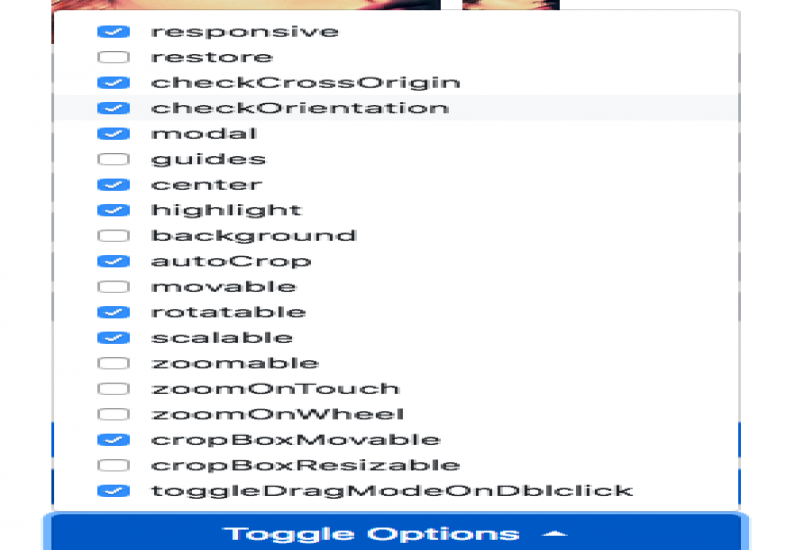 responsive
restore
checkCrossOrigin
checkOrientation
modal
guides
center
highlight
background
autoCrop
movable
rotatable
scalable
zoomable
zoomOnTouch
zoomOnWheel
cropBoxMovable
cropBoxResizable
toggleDragModeOnDblclick
Toggle Options